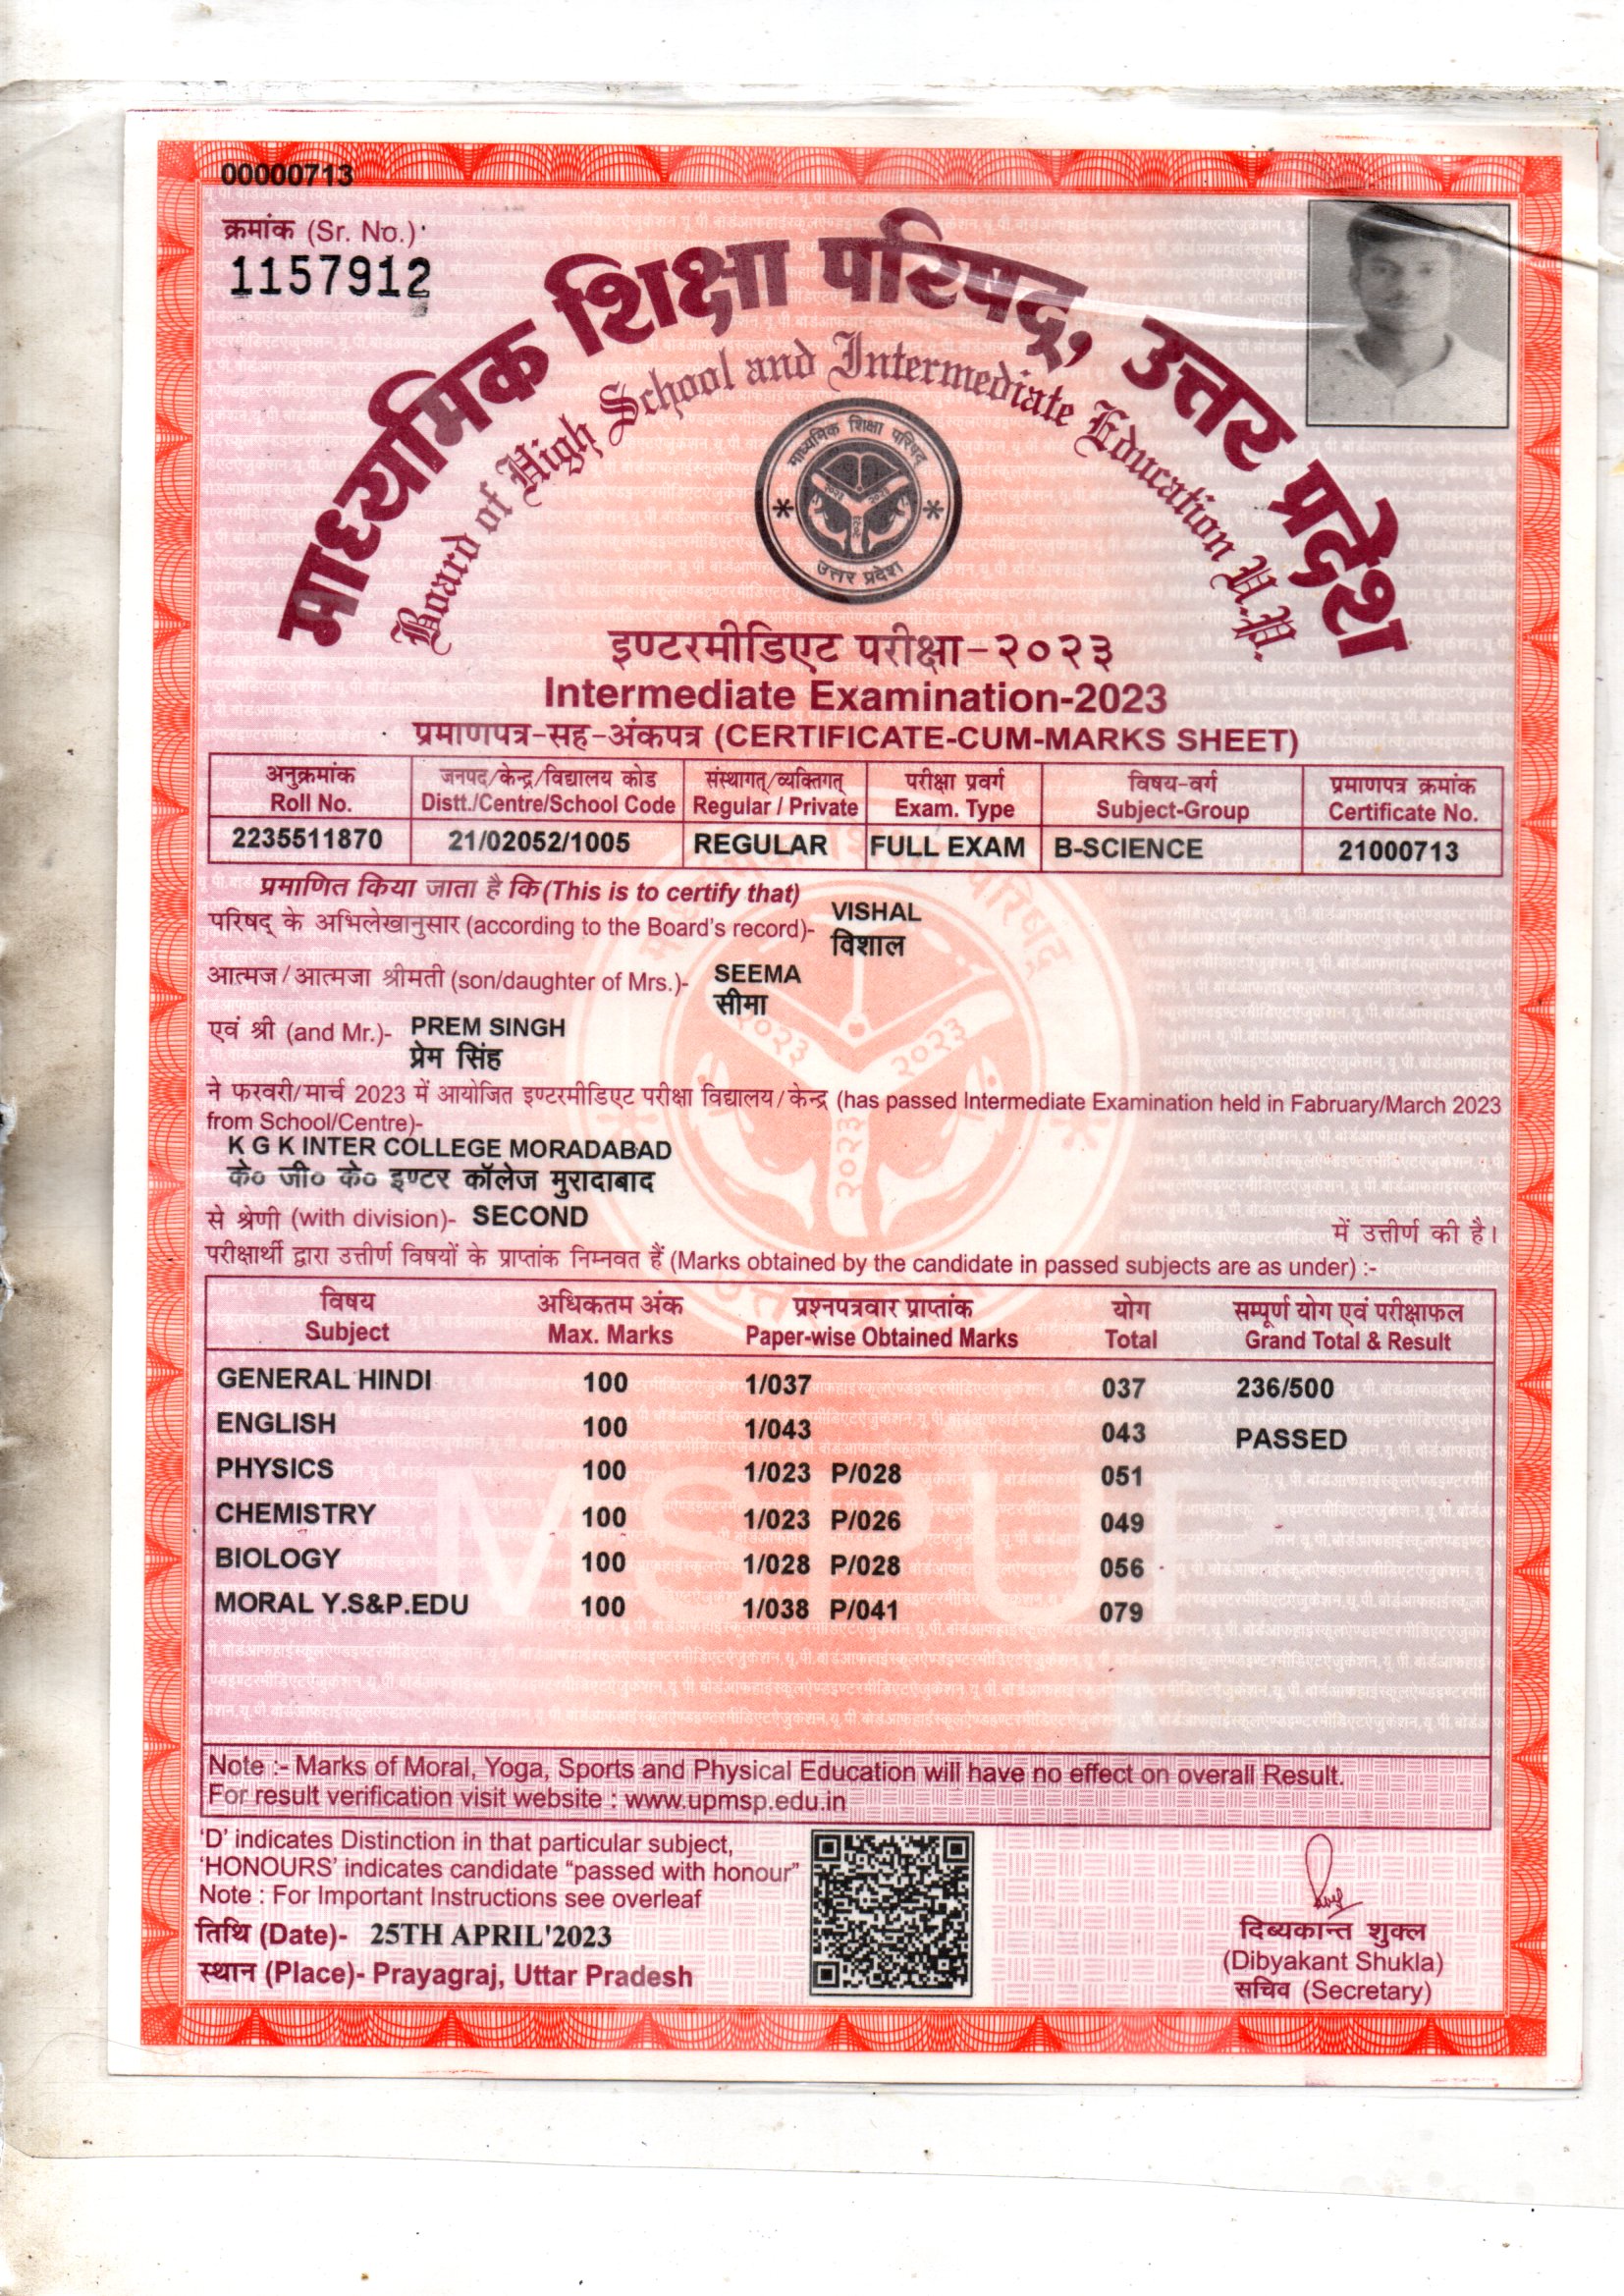 00000713
क्रमांक (Sr. No.)
1157912
माध्यमिक शिक्षा परिषद्, उत्तर प्रदेश
Board of High School and Intermediate Education U.P.
माध्यमिक शिक्षा परिषद्
उत्तर प्रदेश
इण्टरमीडिएट परीक्षा-२०२३
Intermediate Examination-2023
प्रमाणपत्र-सह-अंकपत्र (CERTIFICATE-CUM-MARKS SHEET)
अनुक्रमांक जनपद/केन्द्र/विद्यालय कोड संस्थागत्/व्यक्तिगत् परीक्षा प्रवर्ग विषय-वर्ग प्रमाणपत्र क्रमांक
Roll No. Distt./Centre/School Code Regular / Private Exam. Type Subject-Group Certificate No.
2235511870 21/02052/1005 REGULAR FULL EXAM B-SCIENCE 21000713
प्रमाणित किया जाता है कि (This is to certify that)
परिषद् के अभिलेखानुसार (according to the Board's record)- VISHAL
विशाल
आत्मज/आत्मजा श्रीमती (son/daughter of Mrs.)- SEEMA
सीमा
एवं श्री (and Mr.)- PREM SINGH
प्रेम सिंह
ने फरवरी/मार्च 2023 में आयोजित इण्टरमीडिएट परीक्षा विद्यालय/केन्द्र (has passed Intermediate Examination held in Fabruary/March 2023
from School/Centre)-
K G K INTER COLLEGE MORADABAD
के० जी० के० इण्टर कॉलेज मुरादाबाद
से श्रेणी (with division)- SECOND में उत्तीर्ण की है।
परीक्षार्थी द्वारा उत्तीर्ण विषयों के प्राप्तांक निम्नवत हैं (Marks obtained by the candidate in passed subjects are as under) :-
विषय अधिकतम अंक प्रश्नपत्रवार प्राप्तांक योग सम्पूर्ण योग एवं परीक्षाफल
Subject Max. Marks Paper-wise Obtained Marks Total Grand Total & Result
GENERAL HINDI 100 1/037 037 236/500
ENGLISH 100 1/043 043 PASSED
PHYSICS 100 1/023 P/028 051
CHEMISTRY 100 1/023 P/026 049
BIOLOGY 100 1/028 P/028 056
MORAL Y.S&P.EDU 100 1/038 P/041 079
MSPUP
Note :- Marks of Moral, Yoga, Sports and Physical Education will have no effect on overall Result.
For result verification visit website : www.upmsp.edu.in
'D' indicates Distinction in that particular subject,
'HONOURS' indicates candidate "passed with honour"
Note : For Important Instructions see overleaf
तिथि (Date)- 25TH APRIL'2023
स्थान (Place)- Prayagraj, Uttar Pradesh
दिब्यकान्त शुक्ल
(Dibyakant Shukla)
सचिव (Secretary)